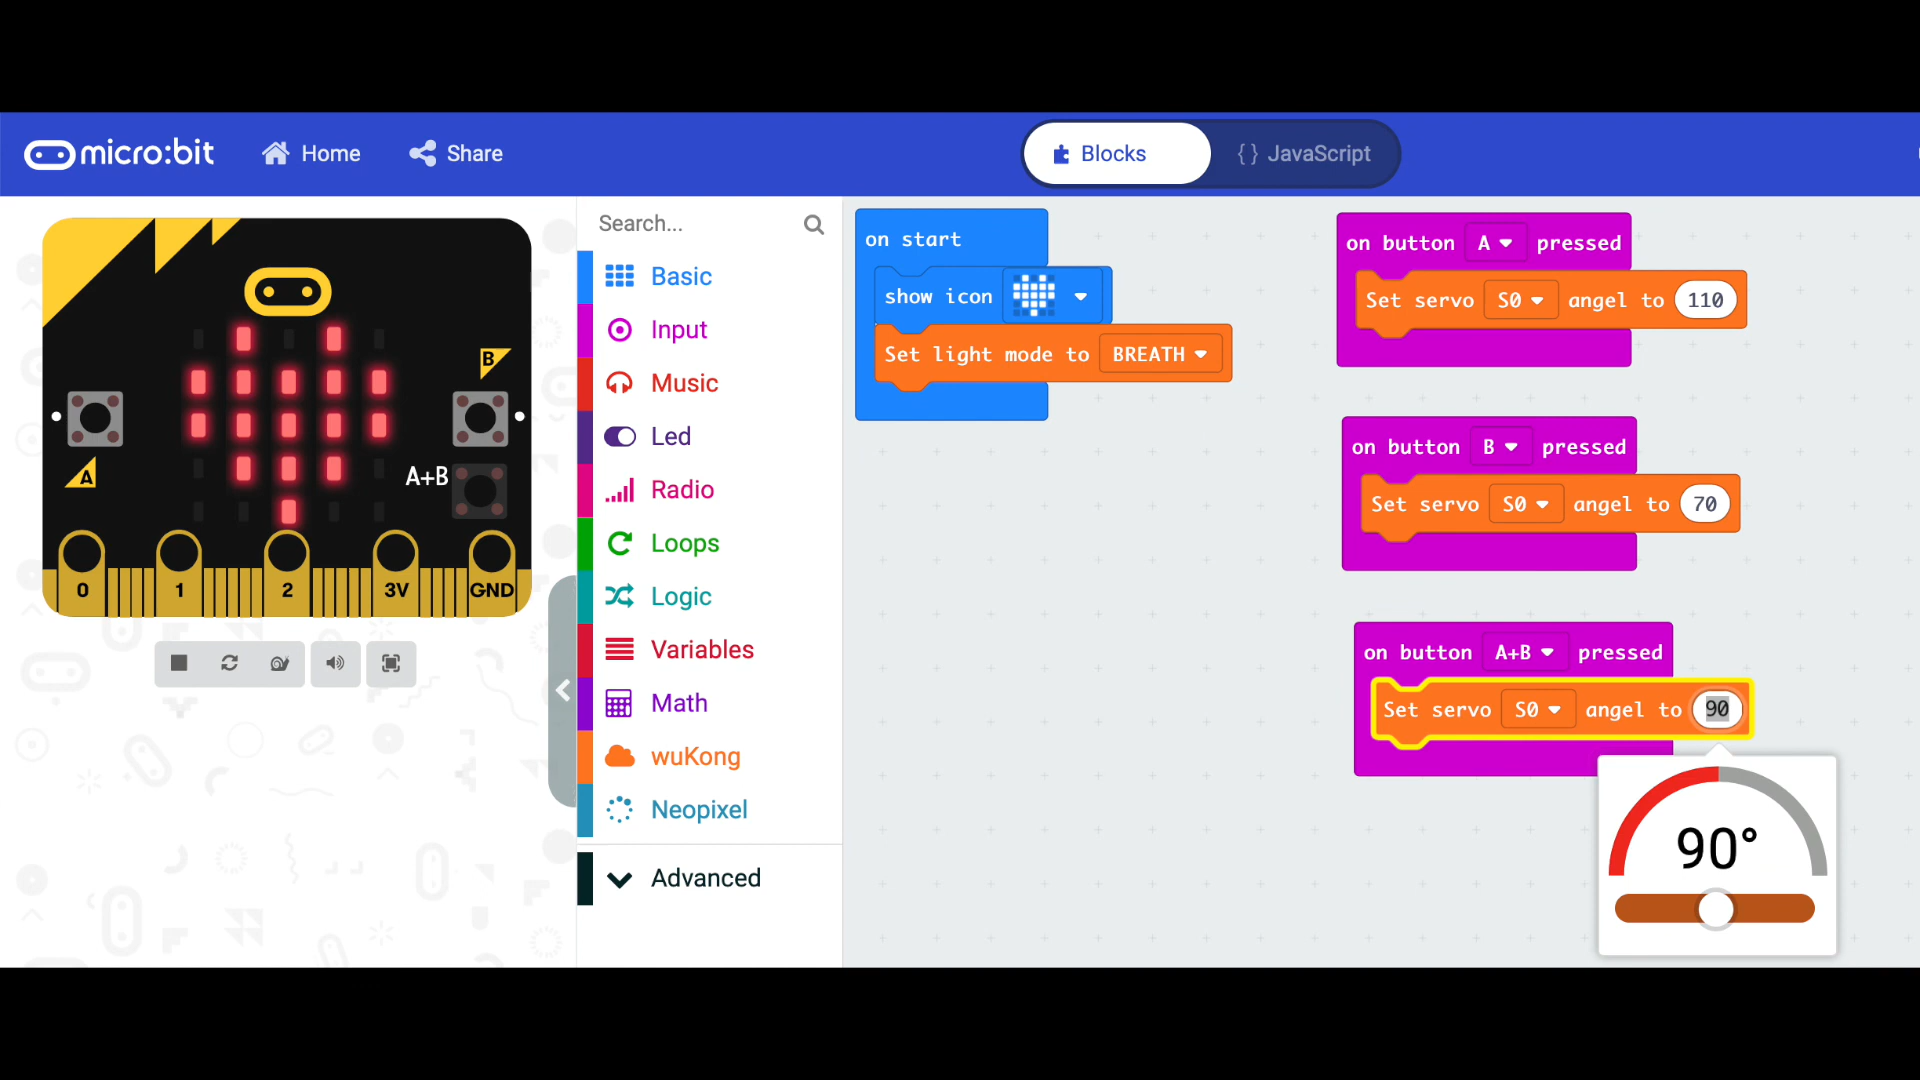 micro:bit
Home
Share
Blocks
{ } JavaScript
A
B
A+B
0
1
2
3V
GND
Search...
Basic
Input
Music
Led
Radio
Loops
Logic
Variables
Math
wuKong
Neopixel
Advanced
on start
show icon
Set light mode to BREATH
on button A pressed
Set servo S0 angel to 110
on button B pressed
Set servo S0 angel to 70
on button A+B pressed
Set servo S0 angel to 90
90°